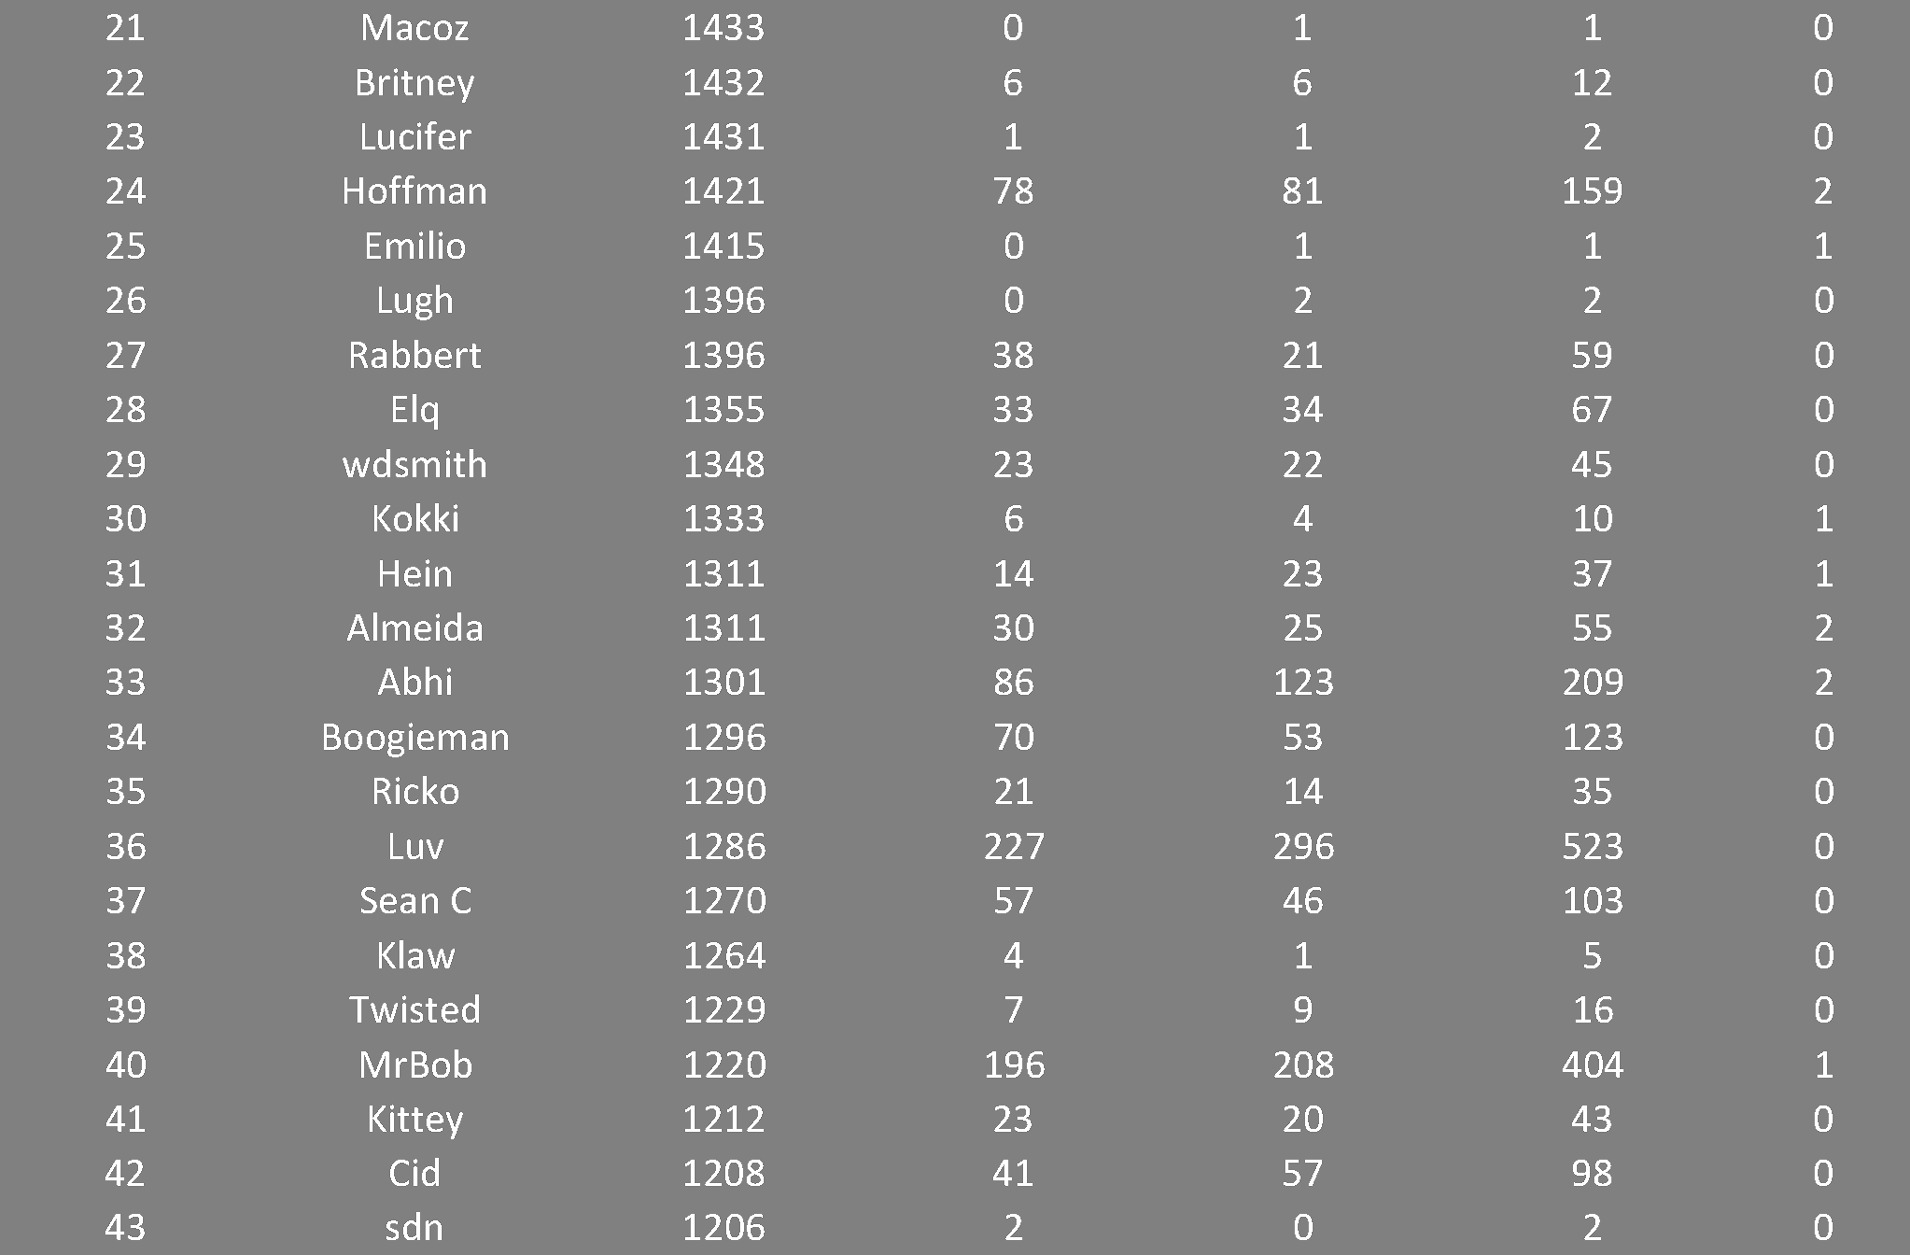 21 Macoz 1433 0 1 1 0
22 Britney 1432 6 6 12 0
23 Lucifer 1431 1 1 2 0
24 Hoffman 1421 78 81 159 2
25 Emilio 1415 0 1 1 1
26 Lugh 1396 0 2 2 0
27 Rabbert 1396 38 21 59 0
28 Elq 1355 33 34 67 0
29 wdsmith 1348 23 22 45 0
30 Kokki 1333 6 4 10 1
31 Hein 1311 14 23 37 1
32 Almeida 1311 30 25 55 2
33 Abhi 1301 86 123 209 2
34 Boogieman 1296 70 53 123 0
35 Ricko 1290 21 14 35 0
36 Luv 1286 227 296 523 0
37 Sean C 1270 57 46 103 0
38 Klaw 1264 4 1 5 0
39 Twisted 1229 7 9 16 0
40 MrBob 1220 196 208 404 1
41 Kittey 1212 23 20 43 0
42 Cid 1208 41 57 98 0
43 sdn 1206 2 0 2 0